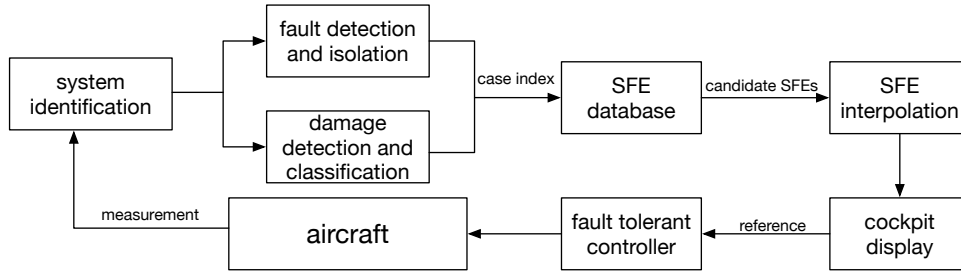 fault detection
and isolation
system
identification
damage
detection and
classification
case index
SFE
database
candidate SFEs
SFE
interpolation
measurement
aircraft
fault tolerant
controller
reference
cockpit
display